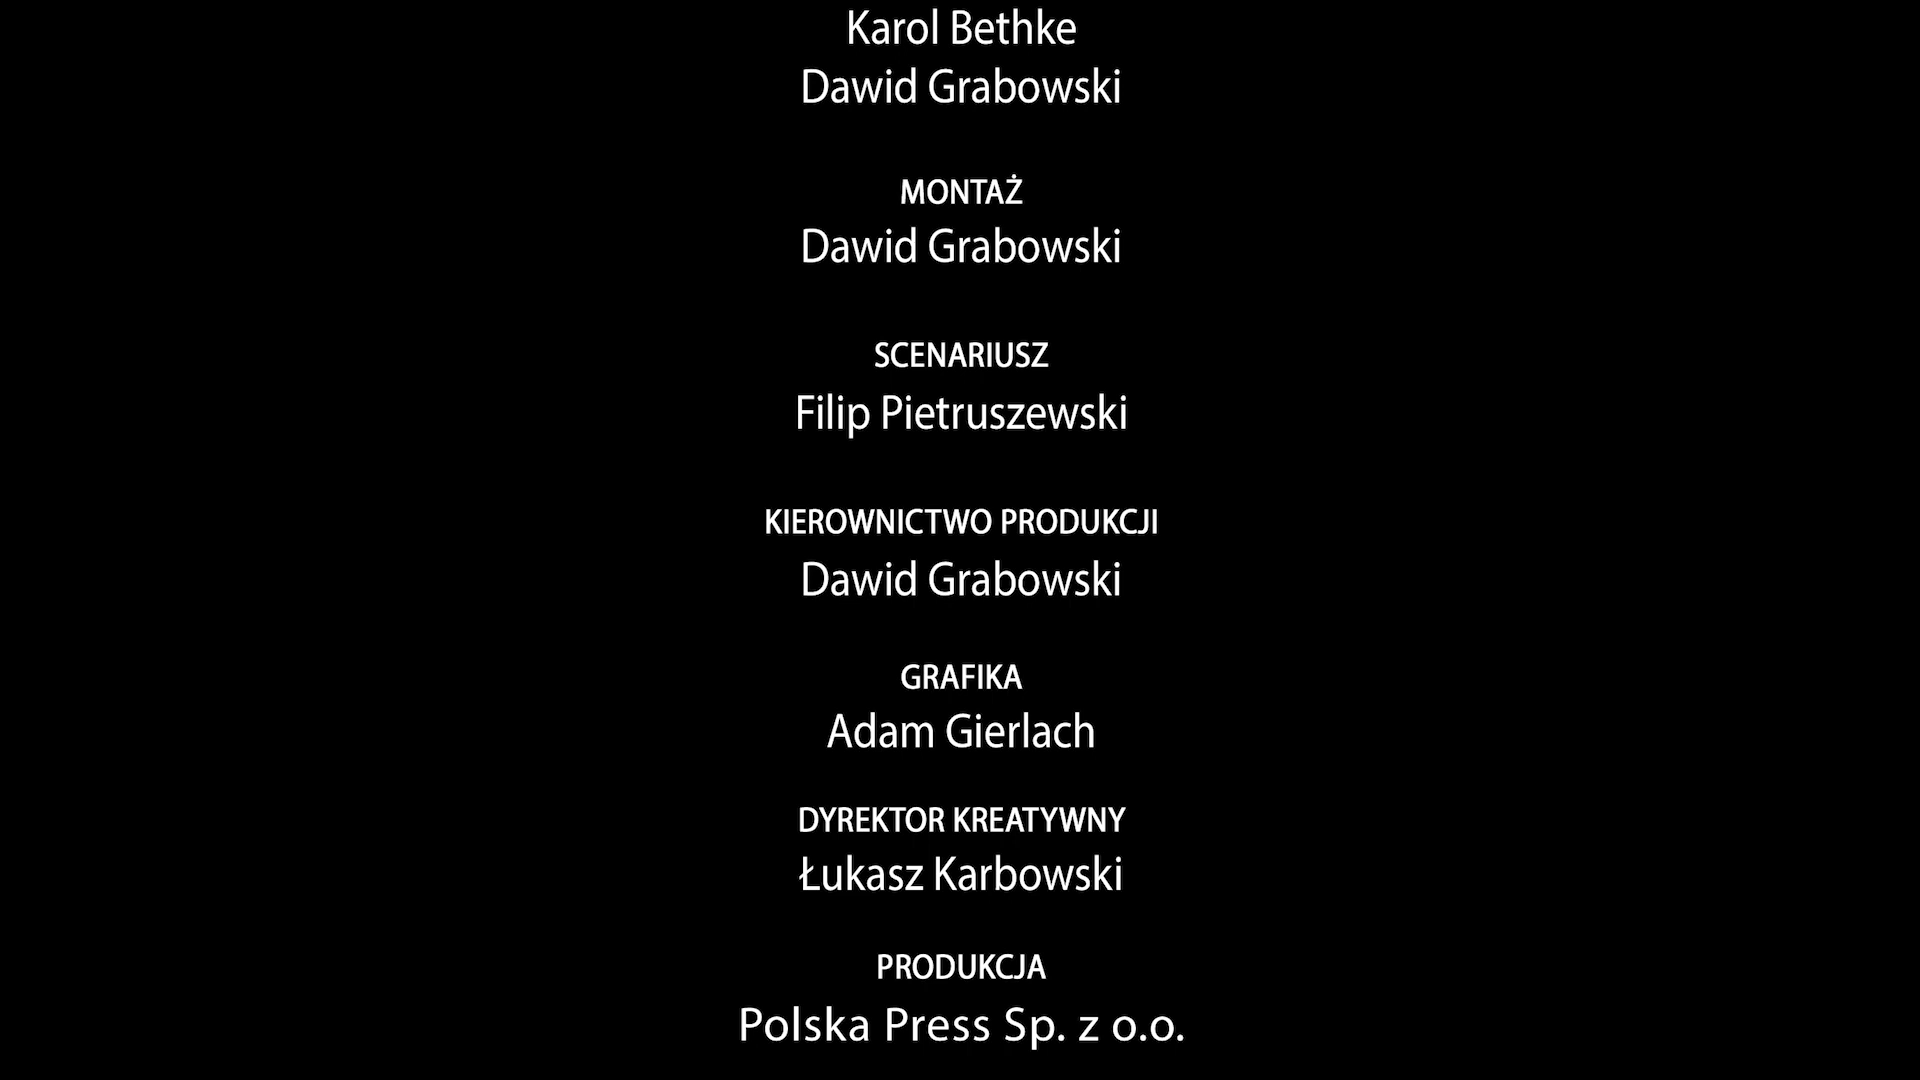 Karol Bethke
Dawid Grabowski
MONTAŻ
Dawid Grabowski
SCENARIUSZ
Filip Pietruszewski
KIEROWNICTWO PRODUKCJI
Dawid Grabowski
GRAFIKA
Adam Gierlach
DYREKTOR KREATYWNY
Łukasz Karbowski
PRODUKCJA
Polska Press Sp. z o.o.